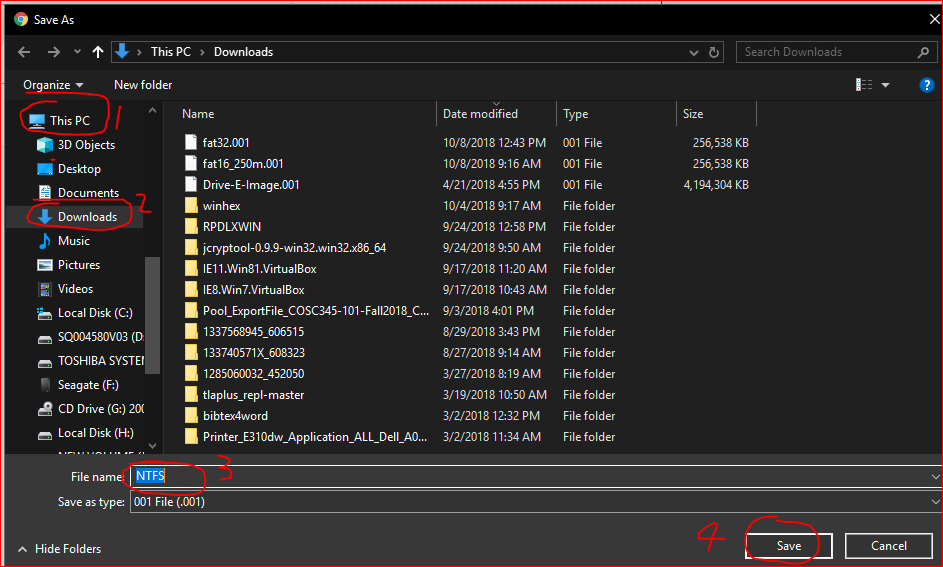 Save As
This PC > Downloads
Search Downloads
Organize New folder ?
This PC 1
3D Objects
Desktop
Documents
Downloads 2
Music
Pictures
Videos
Local Disk (C:)
SQ004580V03 (D:
TOSHIBA SYSTEM
Seagate (F:)
CD Drive (G:) 200
Local Disk (H:)
Name Date modified Type Size
fat32.001 10/8/2018 12:43 PM 001 File 256,538 KB
fat16_250m.001 10/8/2018 9:16 AM 001 File 256,538 KB
Drive-E-Image.001 4/21/2018 4:55 PM 001 File 4,194,304 KB
winhex 10/4/2018 9:17 AM File folder
RPDLXWIN 9/24/2018 12:58 PM File folder
jcryptool-0.9.9-win32.win32.x86_64 9/24/2018 9:50 AM File folder
IE11.Win81.VirtualBox 9/17/2018 11:20 AM File folder
IE8.Win7.VirtualBox 9/17/2018 10:43 AM File folder
Pool_ExportFile_COSC345-101-Fall2018_C... 9/3/2018 4:01 PM File folder
1337568945_606515 8/29/2018 3:43 PM File folder
133740571X_608323 8/27/2018 9:14 AM File folder
1285060032_452050 3/27/2018 8:19 AM File folder
tlaplus_repl-master 3/19/2018 10:50 AM File folder
bibtex4word 3/2/2018 12:32 PM File folder
Printer_E310dw_Application_ALL_Dell_A0... 3/2/2018 11:34 AM File folder
File name: NTFS 3
Save as type: 001 File (.001)
Hide Folders 4 Save Cancel